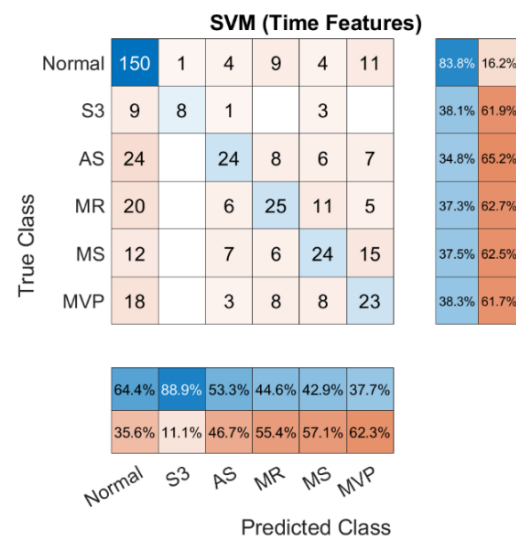 SVM (Time Features)
Normal 150 1 4 9 4 11 83.8% 16.2%
S3 9 8 1 3 38.1% 61.9%
AS 24 24 8 6 7 34.8% 65.2%
MR 20 6 25 11 5 37.3% 62.7%
MS 12 7 6 24 15 37.5% 62.5%
MVP 18 3 8 8 23 38.3% 61.7%
True Class
64.4% 88.9% 53.3% 44.6% 42.9% 37.7%
35.6% 11.1% 46.7% 55.4% 57.1% 62.3%
Normal S3 AS MR MS MVP
Predicted Class